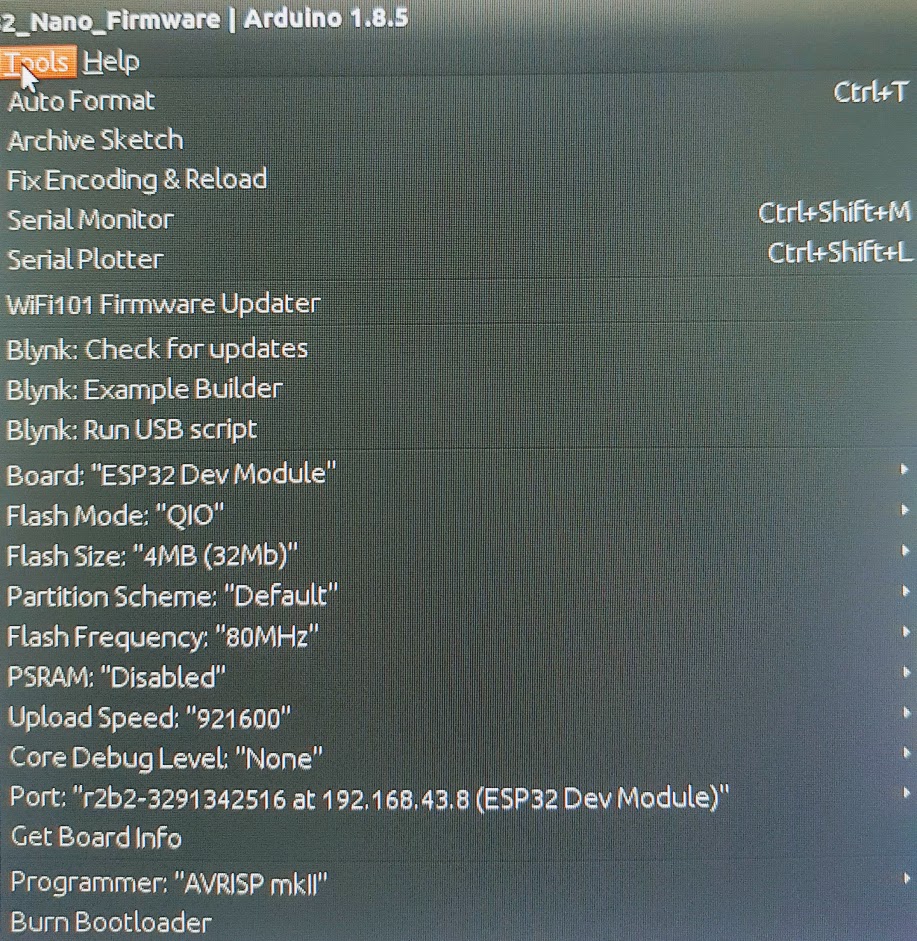 32_Nano_Firmware | Arduino 1.8.5
Tools Help
Auto Format Ctrl+T
Archive Sketch
Fix Encoding & Reload
Serial Monitor Ctrl+Shift+M
Serial Plotter Ctrl+Shift+L
WiFi101 Firmware Updater
Blynk: Check for updates
Blynk: Example Builder
Blynk: Run USB script
Board: "ESP32 Dev Module"
Flash Mode: "QIO"
Flash Size: "4MB (32Mb)"
Partition Scheme: "Default"
Flash Frequency: "80MHz"
PSRAM: "Disabled"
Upload Speed: "921600"
Core Debug Level: "None"
Port: "r2b2-3291342516 at 192.168.43.8 (ESP32 Dev Module)"
Get Board Info
Programmer: "AVRISP mkII"
Burn Bootloader